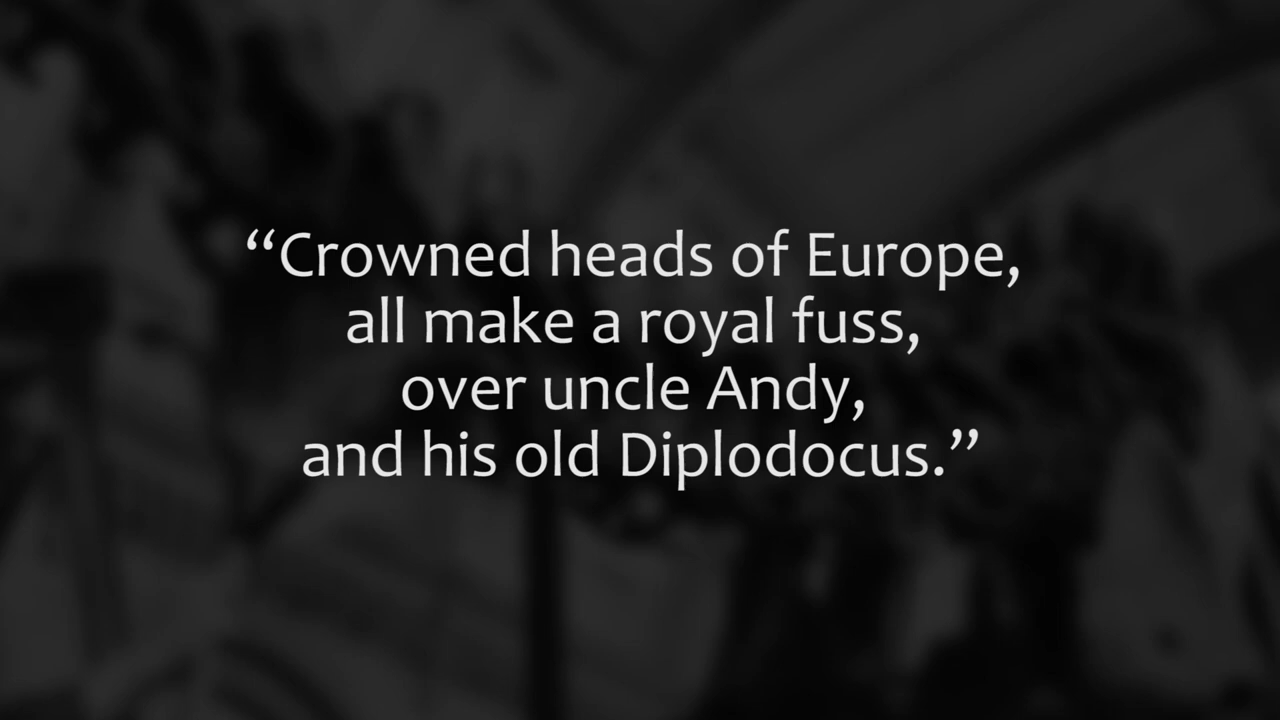 “Crowned heads of Europe,
all make a royal fuss,
over uncle Andy,
and his old Diplodocus.”